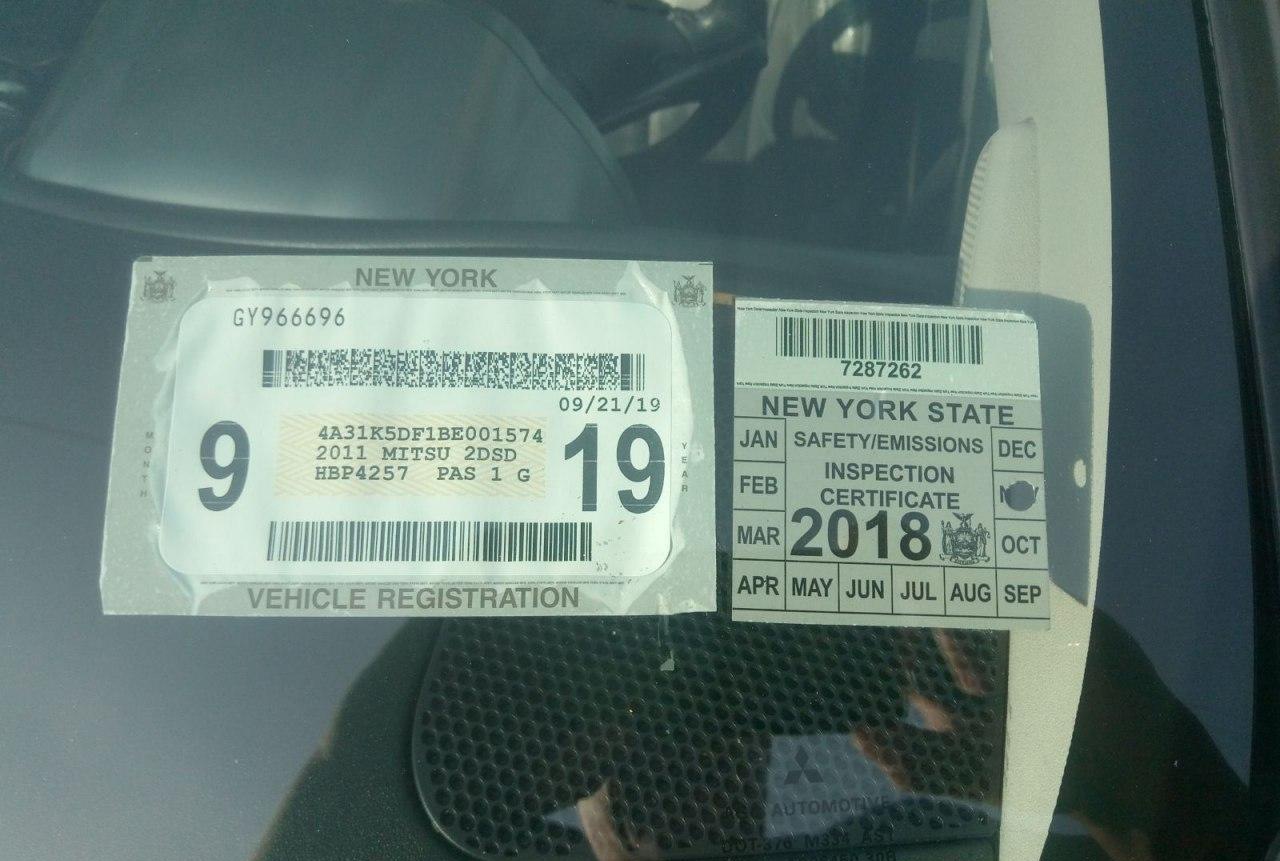 NEW YORK
GY966696
09/21/19
MONTH
9
4A31K5DF1BE001574
2011 MITSU 2DSD
HBP4257 PAS 1 G
19
YEAR
VEHICLE REGISTRATION
7287262
NEW YORK STATE
SAFETY/EMISSIONS
INSPECTION
CERTIFICATE
2018
JAN
FEB
MAR
APR
MAY
JUN
JUL
AUG
SEP
OCT
DEC
AUTOMOTIVE